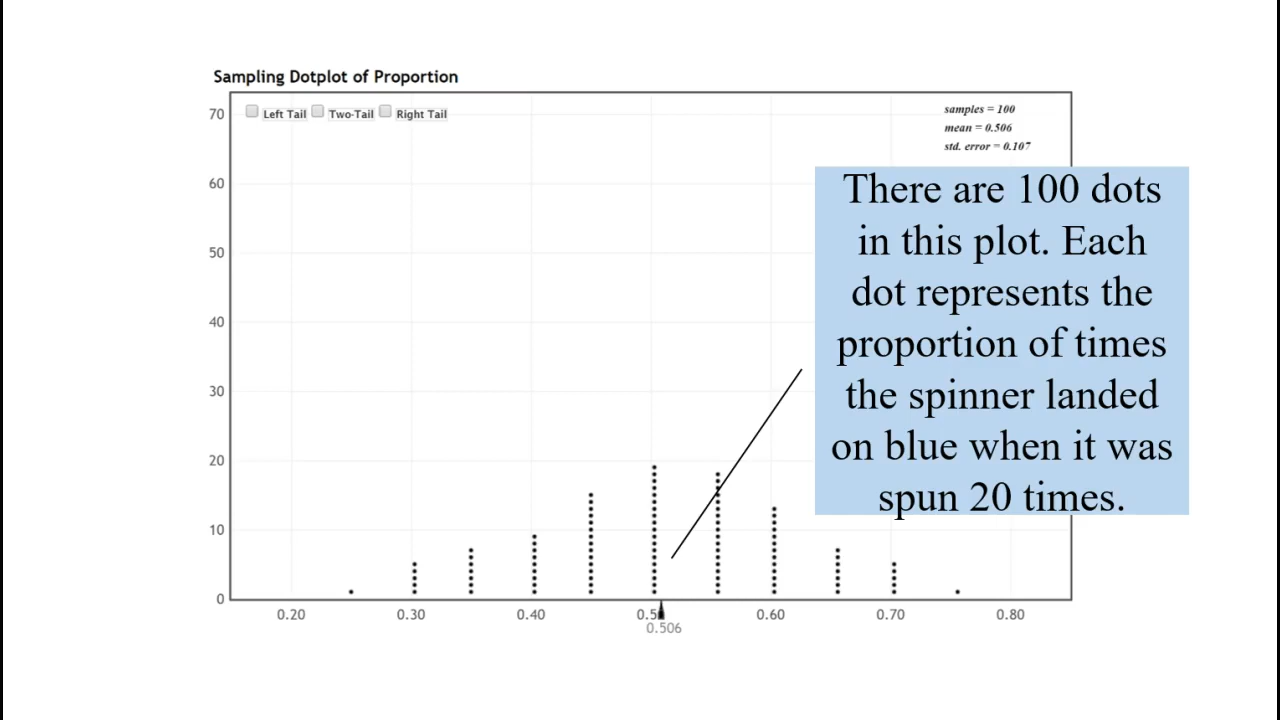 Sampling Dotplot of Proportion
70
Left Tail Two-Tail Right Tail
samples = 100
mean = 0.506
std. error = 0.107
60
50
40
30
20
10
0
0.20 0.30 0.40 0.5 0.60 0.70 0.80
0.506
There are 100 dots
in this plot. Each
dot represents the
proportion of times
the spinner landed
on blue when it was
spun 20 times.